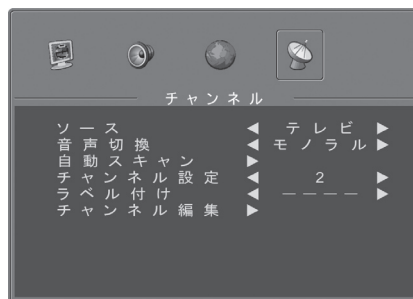 チャンネル
ソース ◀ テレビ ▶
音声切換 ◀ モノラル ▶
自動スキャン ▶
チャンネル設定 ◀ 2 ▶
ラベル付け ◀ ---- ▶
チャンネル編集 ▶